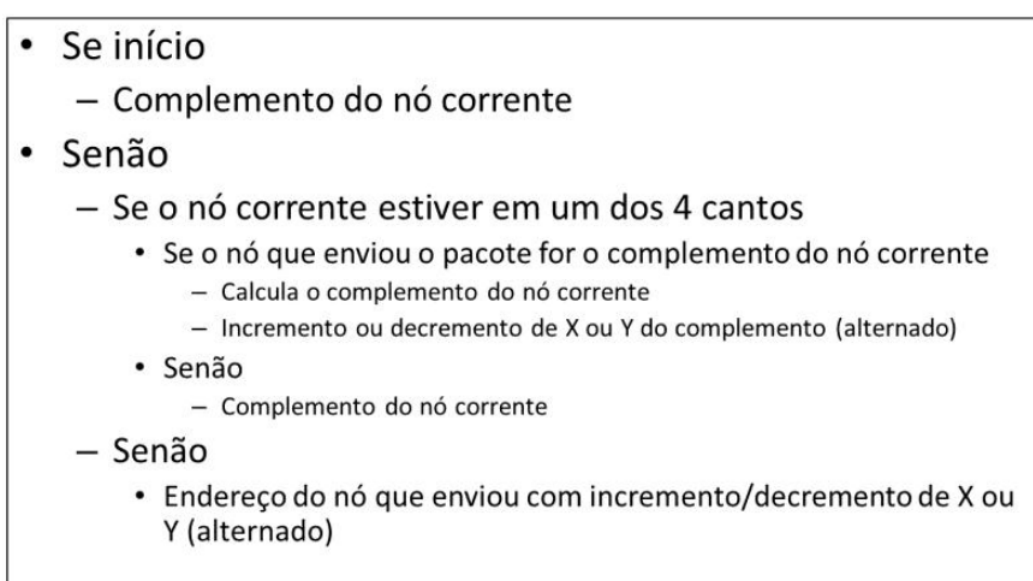 • Se início
– Complemento do nó corrente
• Senão
– Se o nó corrente estiver em um dos 4 cantos
• Se o nó que enviou o pacote for o complemento do nó corrente
– Calcula o complemento do nó corrente
– Incremento ou decremento de X ou Y do complemento (alternado)
• Senão
– Complemento do nó corrente
– Senão
• Endereço do nó que enviou com incremento/decremento de X ou
Y (alternado)